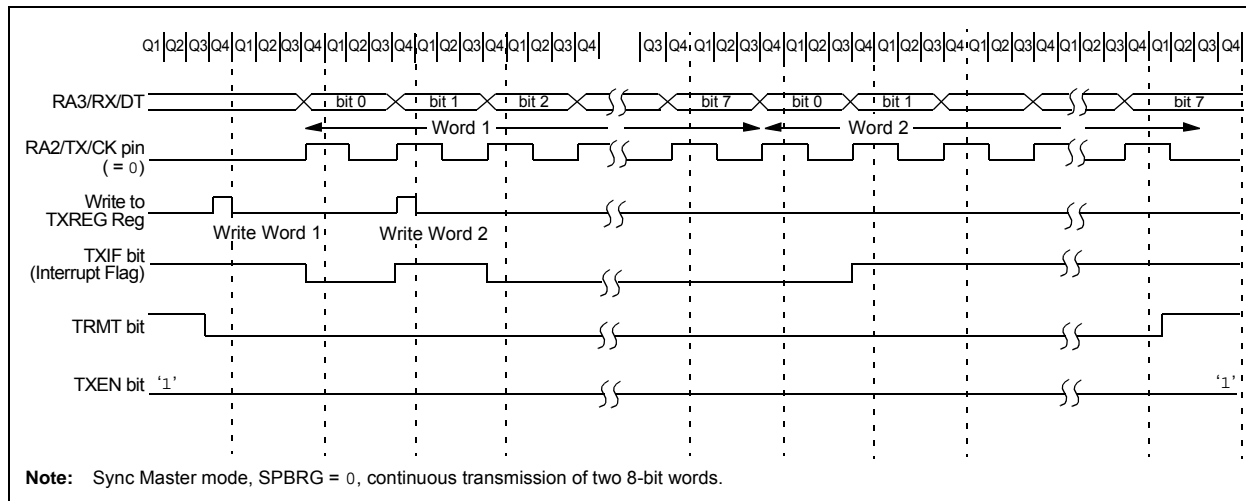 Q1 Q2 Q3 Q4 Q1 Q2 Q3 Q4 Q1 Q2 Q3 Q4 Q1 Q2 Q3 Q4 Q1 Q2 Q3 Q4 Q3 Q4 Q1 Q2 Q3 Q4 Q1 Q2 Q3 Q4 Q1 Q2 Q3 Q4 Q1 Q2 Q3 Q4 Q1 Q2 Q3 Q4 Q1 Q2 Q3 Q4
RA3/RX/DT bit 0 bit 1 bit 2 bit 7 bit 0 bit 1 bit 7
Word 1 Word 2
RA2/TX/CK pin
( = 0)
Write to
TXREG Reg
Write Word 1 Write Word 2
TXIF bit
(Interrupt Flag)
TRMT bit
TXEN bit '1' '1'
Note: Sync Master mode, SPBRG = 0, continuous transmission of two 8-bit words.